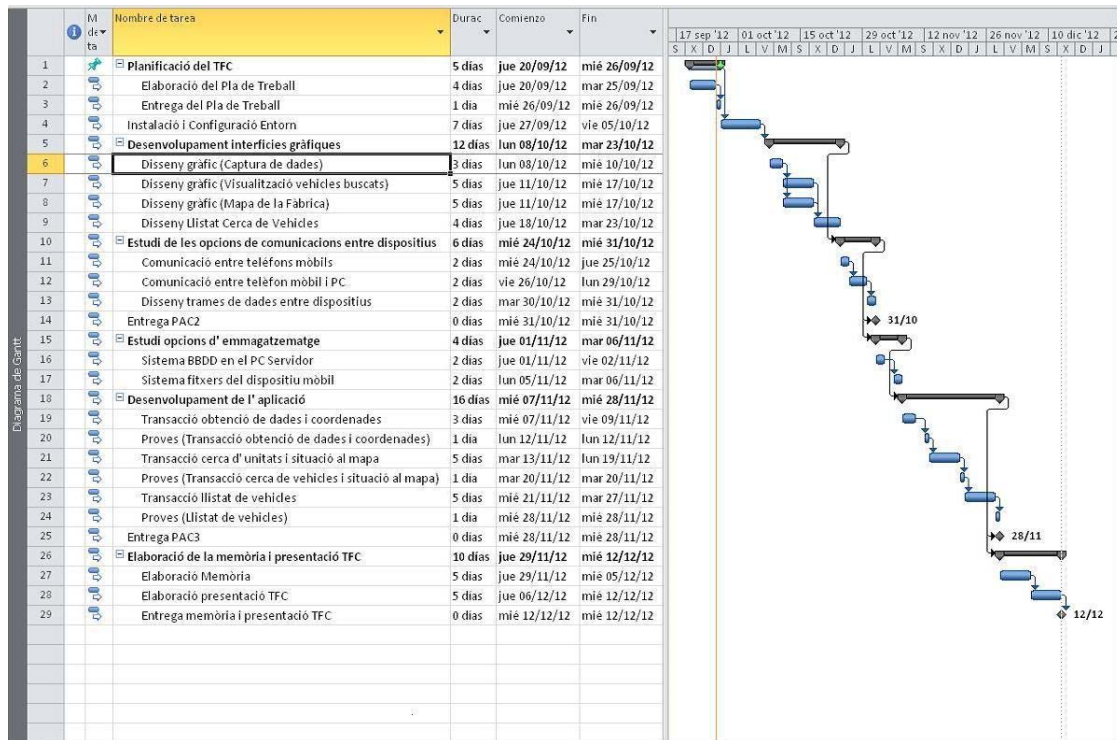 M de ta Nombre de tarea Durac Comienzo Fin
17 sep '12 01 oct '12 15 oct '12 29 oct '12 12 nov '12 26 nov '12 10 dic '12
S X D J L V M S X D J L V M S X D J L V M S X D J
1 Planificació del TFC 5 días jue 20/09/12 mié 26/09/12
2 Elaboració del Pla de Treball 4 días jue 20/09/12 mar 25/09/12
3 Entrega del Pla de Treball 1 día mié 26/09/12 mié 26/09/12
4 Instalació i Configuració Entorn 7 días jue 27/09/12 vie 05/10/12
5 Desenvolupament interfícies gràfiques 12 días lun 08/10/12 mar 23/10/12
6 Disseny gràfic (Captura de dades) 3 días lun 08/10/12 mié 10/10/12
7 Disseny gràfic (Visualització vehicles buscats) 5 días jue 11/10/12 mié 17/10/12
8 Disseny gràfic (Mapa de la Fàbrica) 5 días jue 11/10/12 mié 17/10/12
9 Disseny Llistat Cerca de Vehicles 4 días jue 18/10/12 mar 23/10/12
10 Estudi de les opcions de comunicacions entre dispositius 6 días mié 24/10/12 mié 31/10/12
11 Comunicació entre telèfons mòbils 2 días mié 24/10/12 jue 25/10/12
12 Comunicació entre telèfon mòbil i PC 2 días vie 26/10/12 lun 29/10/12
13 Disseny trames de dades entre dispositius 2 días mar 30/10/12 mié 31/10/12
14 Entrega PAC2 0 días mié 31/10/12 mié 31/10/12 31/10
15 Estudi opcions d' emmagatzematge 4 días jue 01/11/12 mar 06/11/12
16 Sistema BBDD en el PC Servidor 2 días jue 01/11/12 vie 02/11/12
17 Sistema fitxers del dispositiu mòbil 2 días lun 05/11/12 mar 06/11/12
18 Desenvolupament de l' aplicació 16 días mié 07/11/12 mié 28/11/12
19 Transacció obtenció de dades i coordenades 3 días mié 07/11/12 vie 09/11/12
20 Proves (Transacció obtenció de dades i coordenades) 1 día lun 12/11/12 lun 12/11/12
21 Transacció cerca d' unitats i situació al mapa 5 días mar 13/11/12 lun 19/11/12
22 Proves (Transacció cerca de vehicles i situació al mapa) 1 día mar 20/11/12 mar 20/11/12
23 Transacció llistat de vehicles 5 días mié 21/11/12 mar 27/11/12
24 Proves (Llistat de vehicles) 1 día mié 28/11/12 mié 28/11/12
25 Entrega PAC3 0 días mié 28/11/12 mié 28/11/12 28/11
26 Elaboració de la memòria i presentació TFC 10 días jue 29/11/12 mié 12/12/12
27 Elaboració Memòria 5 días jue 29/11/12 mié 05/12/12
28 Elaboració presentació TFC 5 días jue 06/12/12 mié 12/12/12
29 Entrega memòria i presentació TFC 0 días mié 12/12/12 mié 12/12/12 12/12
Diagrama de Gantt